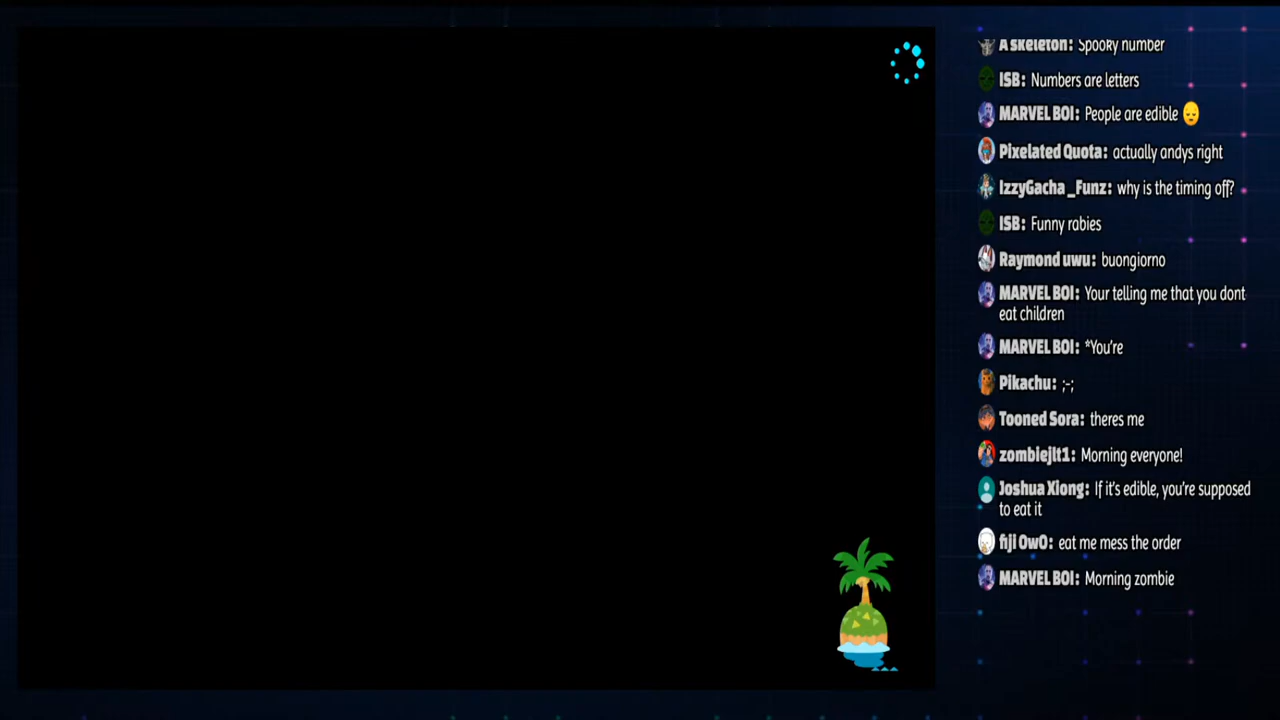 A skeleton: Spooky number
ISB: Numbers are letters
MARVEL BOI: People are edible 😔
Pixelated Quota: actually andys right
IzzyGacha _Funz: why is the timing off?
ISB: Funny rabies
Raymond uwu: buongiorno
MARVEL BOI: Your telling me that you dont
eat children
MARVEL BOI: *You're
Pikachu: ;-;
Tooned Sora: theres me
zombiejlt1: Morning everyone!
Joshua Xiong: If it's edible, you're supposed
to eat it
fiji OwO: eat me mess the order
MARVEL BOI: Morning zombie